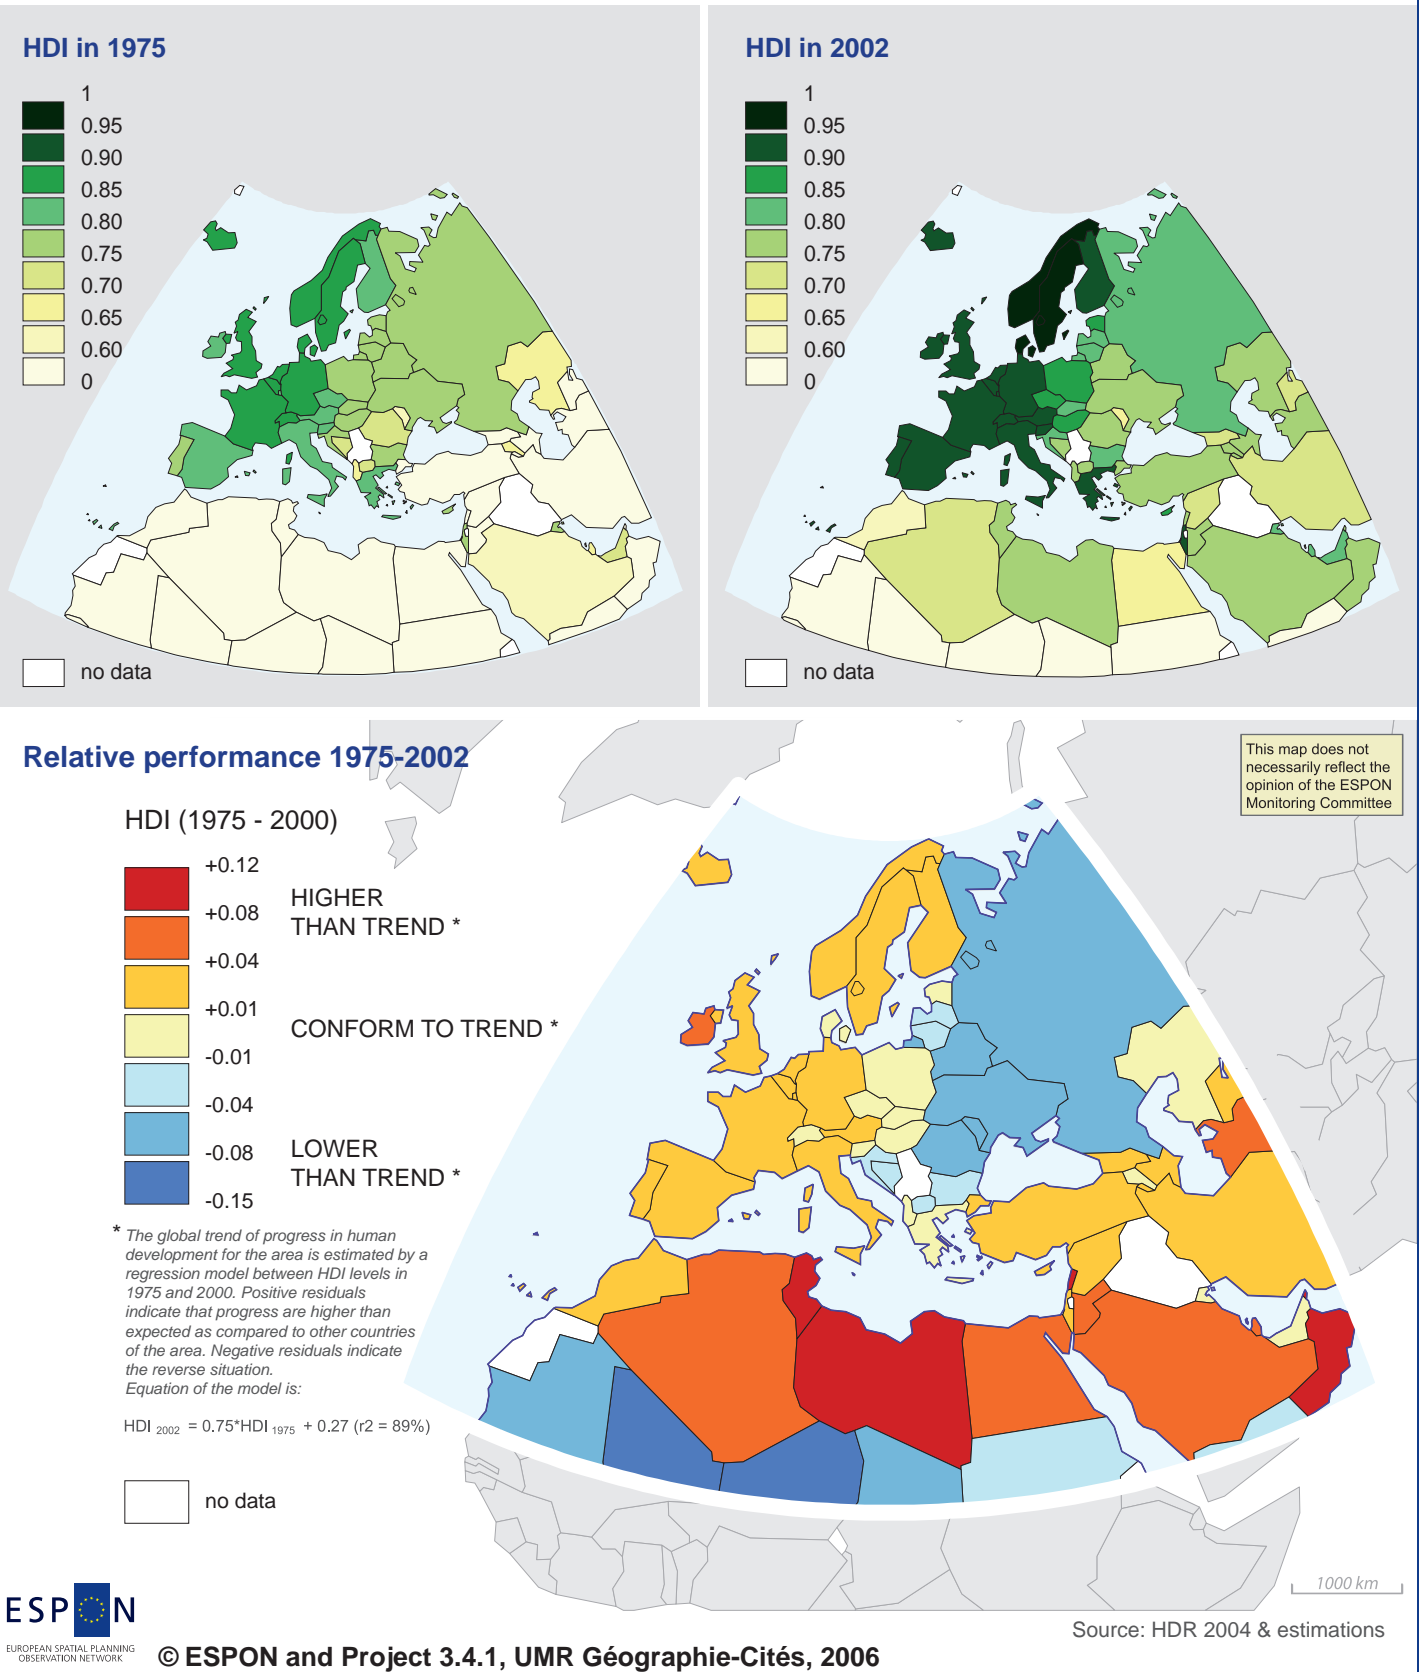 HDI in 1975
1
0.95
0.90
0.85
0.80
0.75
0.70
0.65
0.60
0
no data
HDI in 2002
1
0.95
0.90
0.85
0.80
0.75
0.70
0.65
0.60
0
no data
Relative performance 1975-2002
This map does not
necessarily reflect the
opinion of the ESPON
Monitoring Committee
HDI (1975 - 2000)
+0.12
+0.08
+0.04
+0.01
-0.01
-0.04
-0.08
-0.15
HIGHER
THAN TREND *
CONFORM TO TREND *
LOWER
THAN TREND *
* The global trend of progress in human
development for the area is estimated by a
regression model between HDI levels in
1975 and 2000. Positive residuals
indicate that progress are higher than
expected as compared to other countries
of the area. Negative residuals indicate
the reverse situation.
Equation of the model is:
HDI 2002 = 0.75*HDI 1975 + 0.27 (r2 = 89%)
no data
1000 km
Source: HDR 2004 & estimations
ESPON
EUROPEAN SPATIAL PLANNING
OBSERVATION NETWORK
© ESPON and Project 3.4.1, UMR Géographie-Cités, 2006